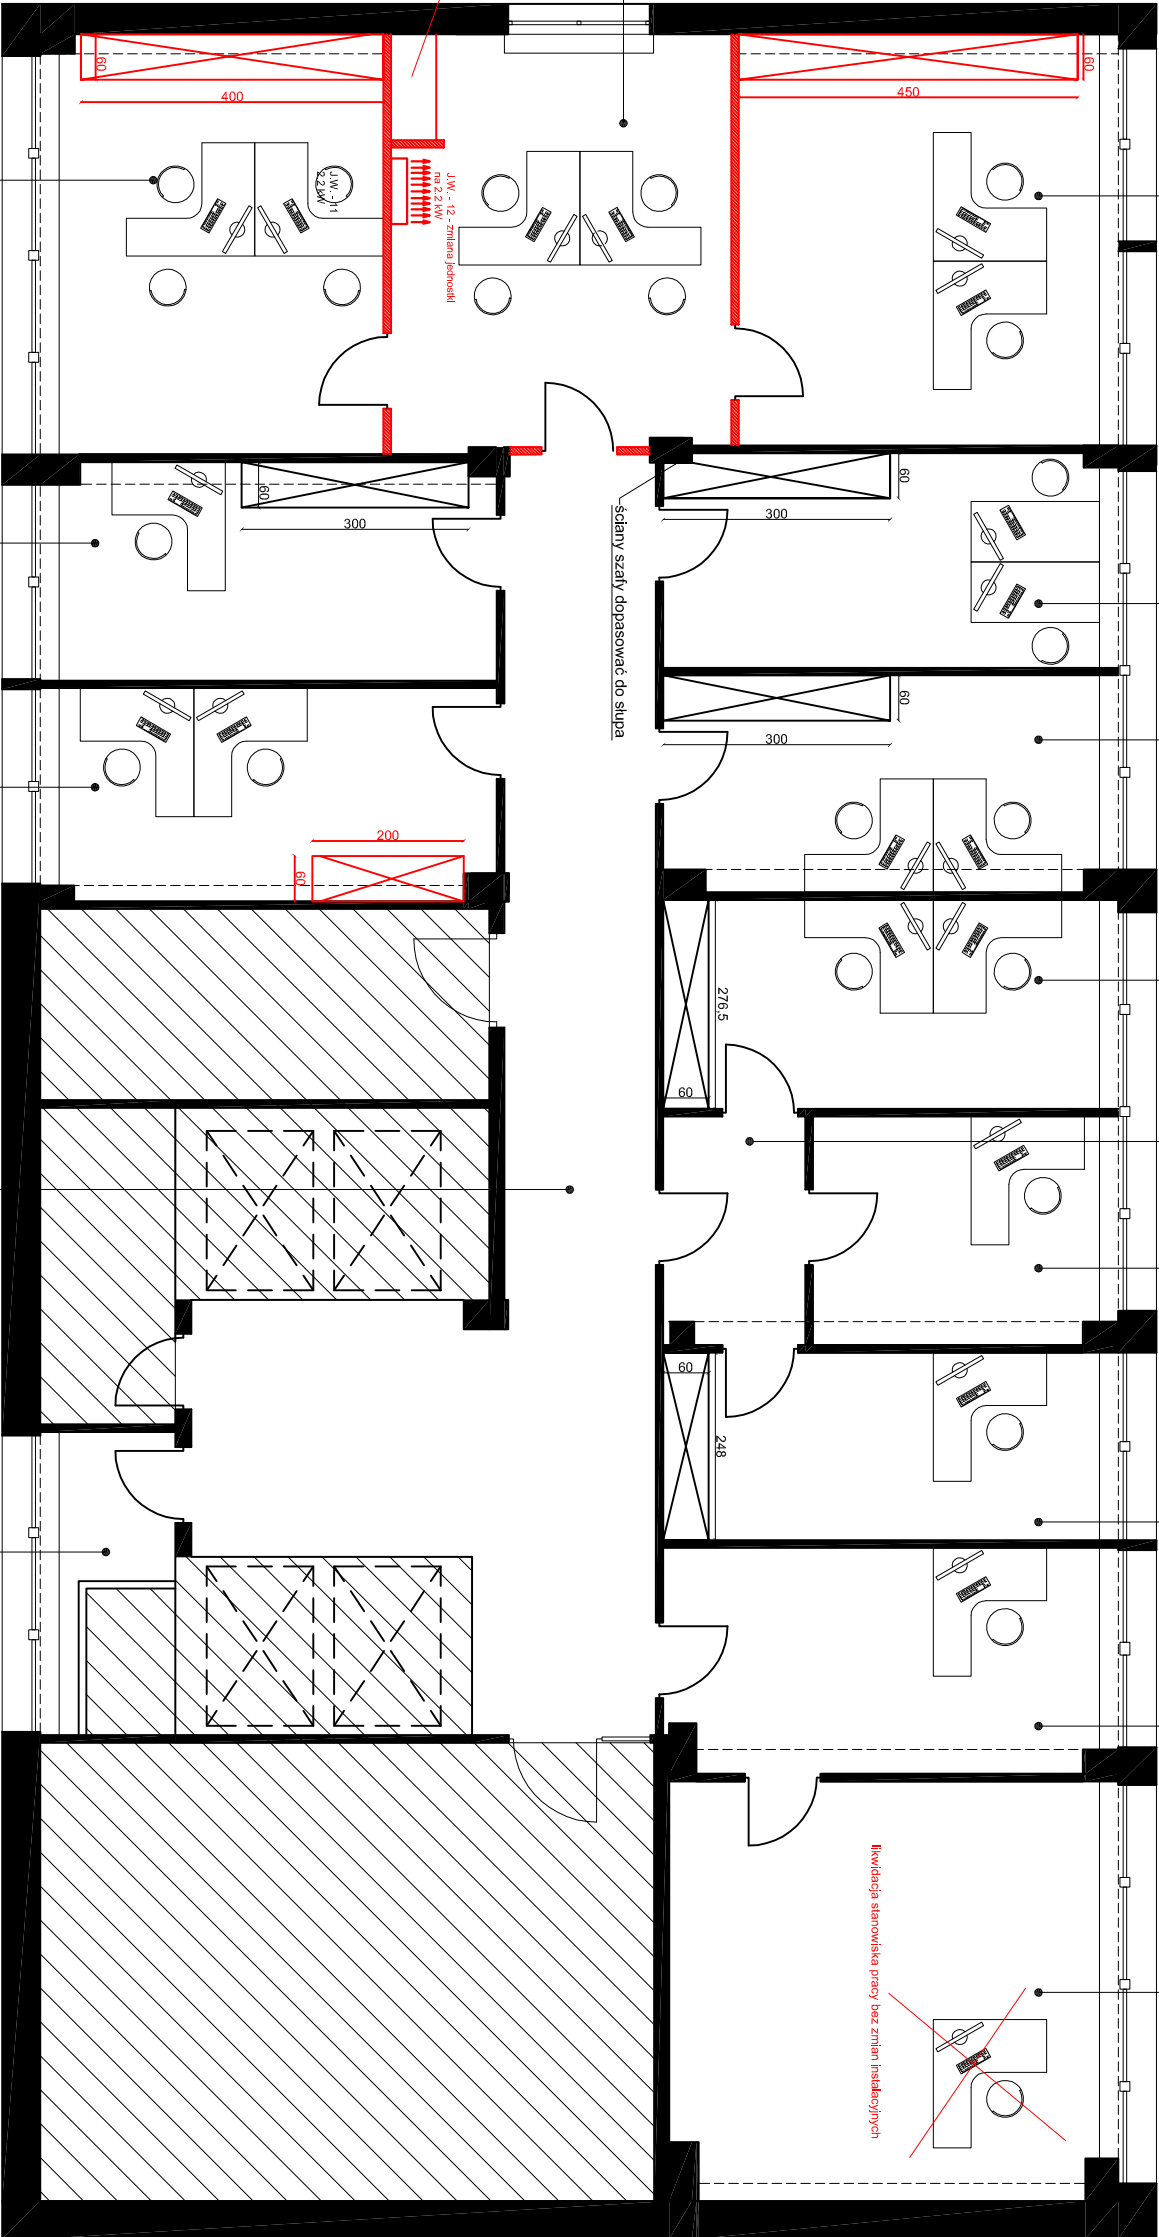 60
400
60
450
J.W. - 11
2.2 kW
J.W. - 12 - zmiana jednostki
na 2.2 kW
60
300
60
300
ściany szafy dopasować do słupa
60
300
200
60
276,5
60
60
248
likwidacja stanowiska pracy bez zmian instalacyjnych